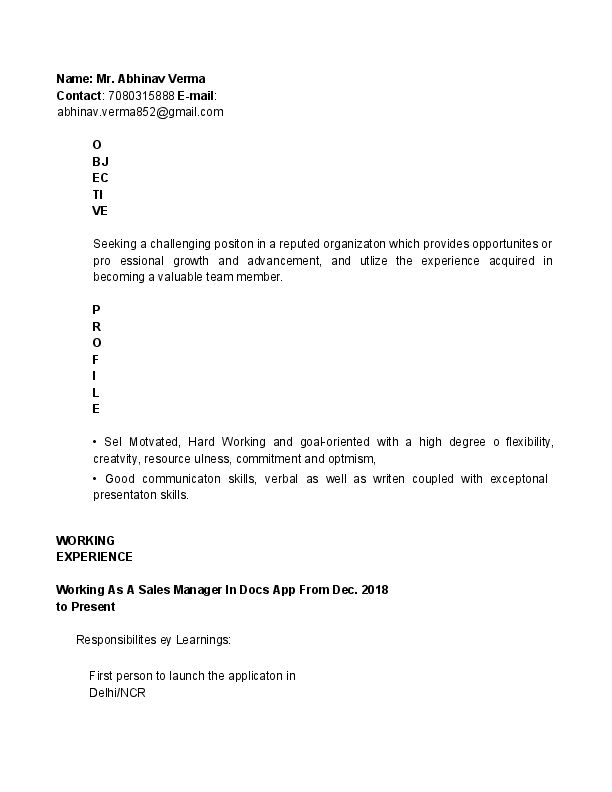 Name: Mr. Abhinav Verma
Contact: 7080315888 E-mail:
abhinav.verma852@gmail.com
O
BJ
EC
TI
VE
Seeking a challenging positon in a reputed organizaton which provides opportunites or
pro essional growth and advancement, and utlize the experience acquired in
becoming a valuable team member.
P
R
O
F
I
L
E
• Sel Motvated, Hard Working and goal-oriented with a high degree o flexibility,
creatvity, resource ulness, commitment and optmism,
• Good communicaton skills, verbal as well as writen coupled with exceptonal
presentaton skills.
WORKING
EXPERIENCE
Working As A Sales Manager In Docs App From Dec. 2018
to Present
Responsibilites ey Learnings:
First person to launch the applicaton in
Delhi/NCR